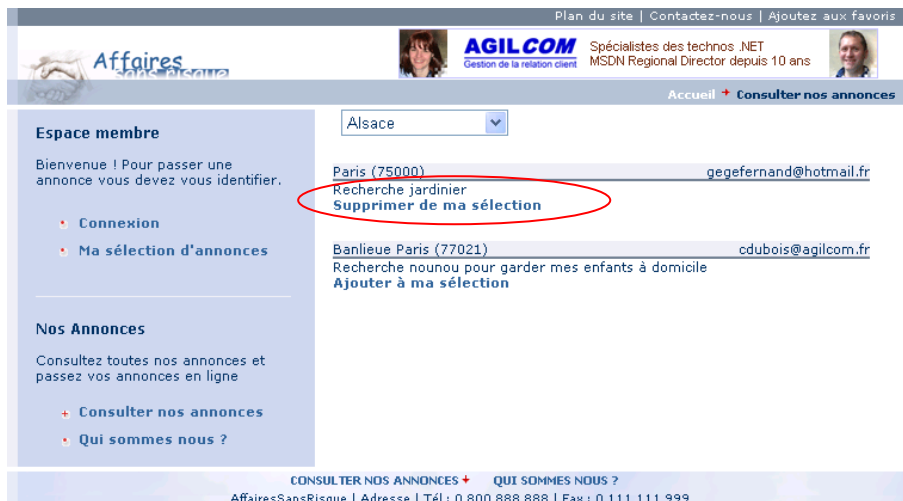 Plan du site | Contactez-nous | Ajoutez aux favoris
Affaires
sans risque
AGILCOM
Gestion de la relation client
Spécialistes des technos .NET
MSDN Regional Director depuis 10 ans
Accueil Consulter nos annonces
Espace membre
Bienvenue ! Pour passer une
annonce vous devez vous identifier.
Connexion
Ma sélection d'annonces
Nos Annonces
Consultez toutes nos annonces et
passez vos annonces en ligne
Consulter nos annonces
Qui sommes nous ?
Alsace
Paris (75000) gegefernand@hotmail.fr
Recherche jardinier
Supprimer de ma sélection
Banlieue Paris (77021) cdubois@agilcom.fr
Recherche nounou pour garder mes enfants à domicile
Ajouter à ma sélection
CONSULTER NOS ANNONCES QUI SOMMES NOUS ?
AffairesSansRisque | Adresse | Tél : 0 800 888 888 | Fax : 0 111 111 999